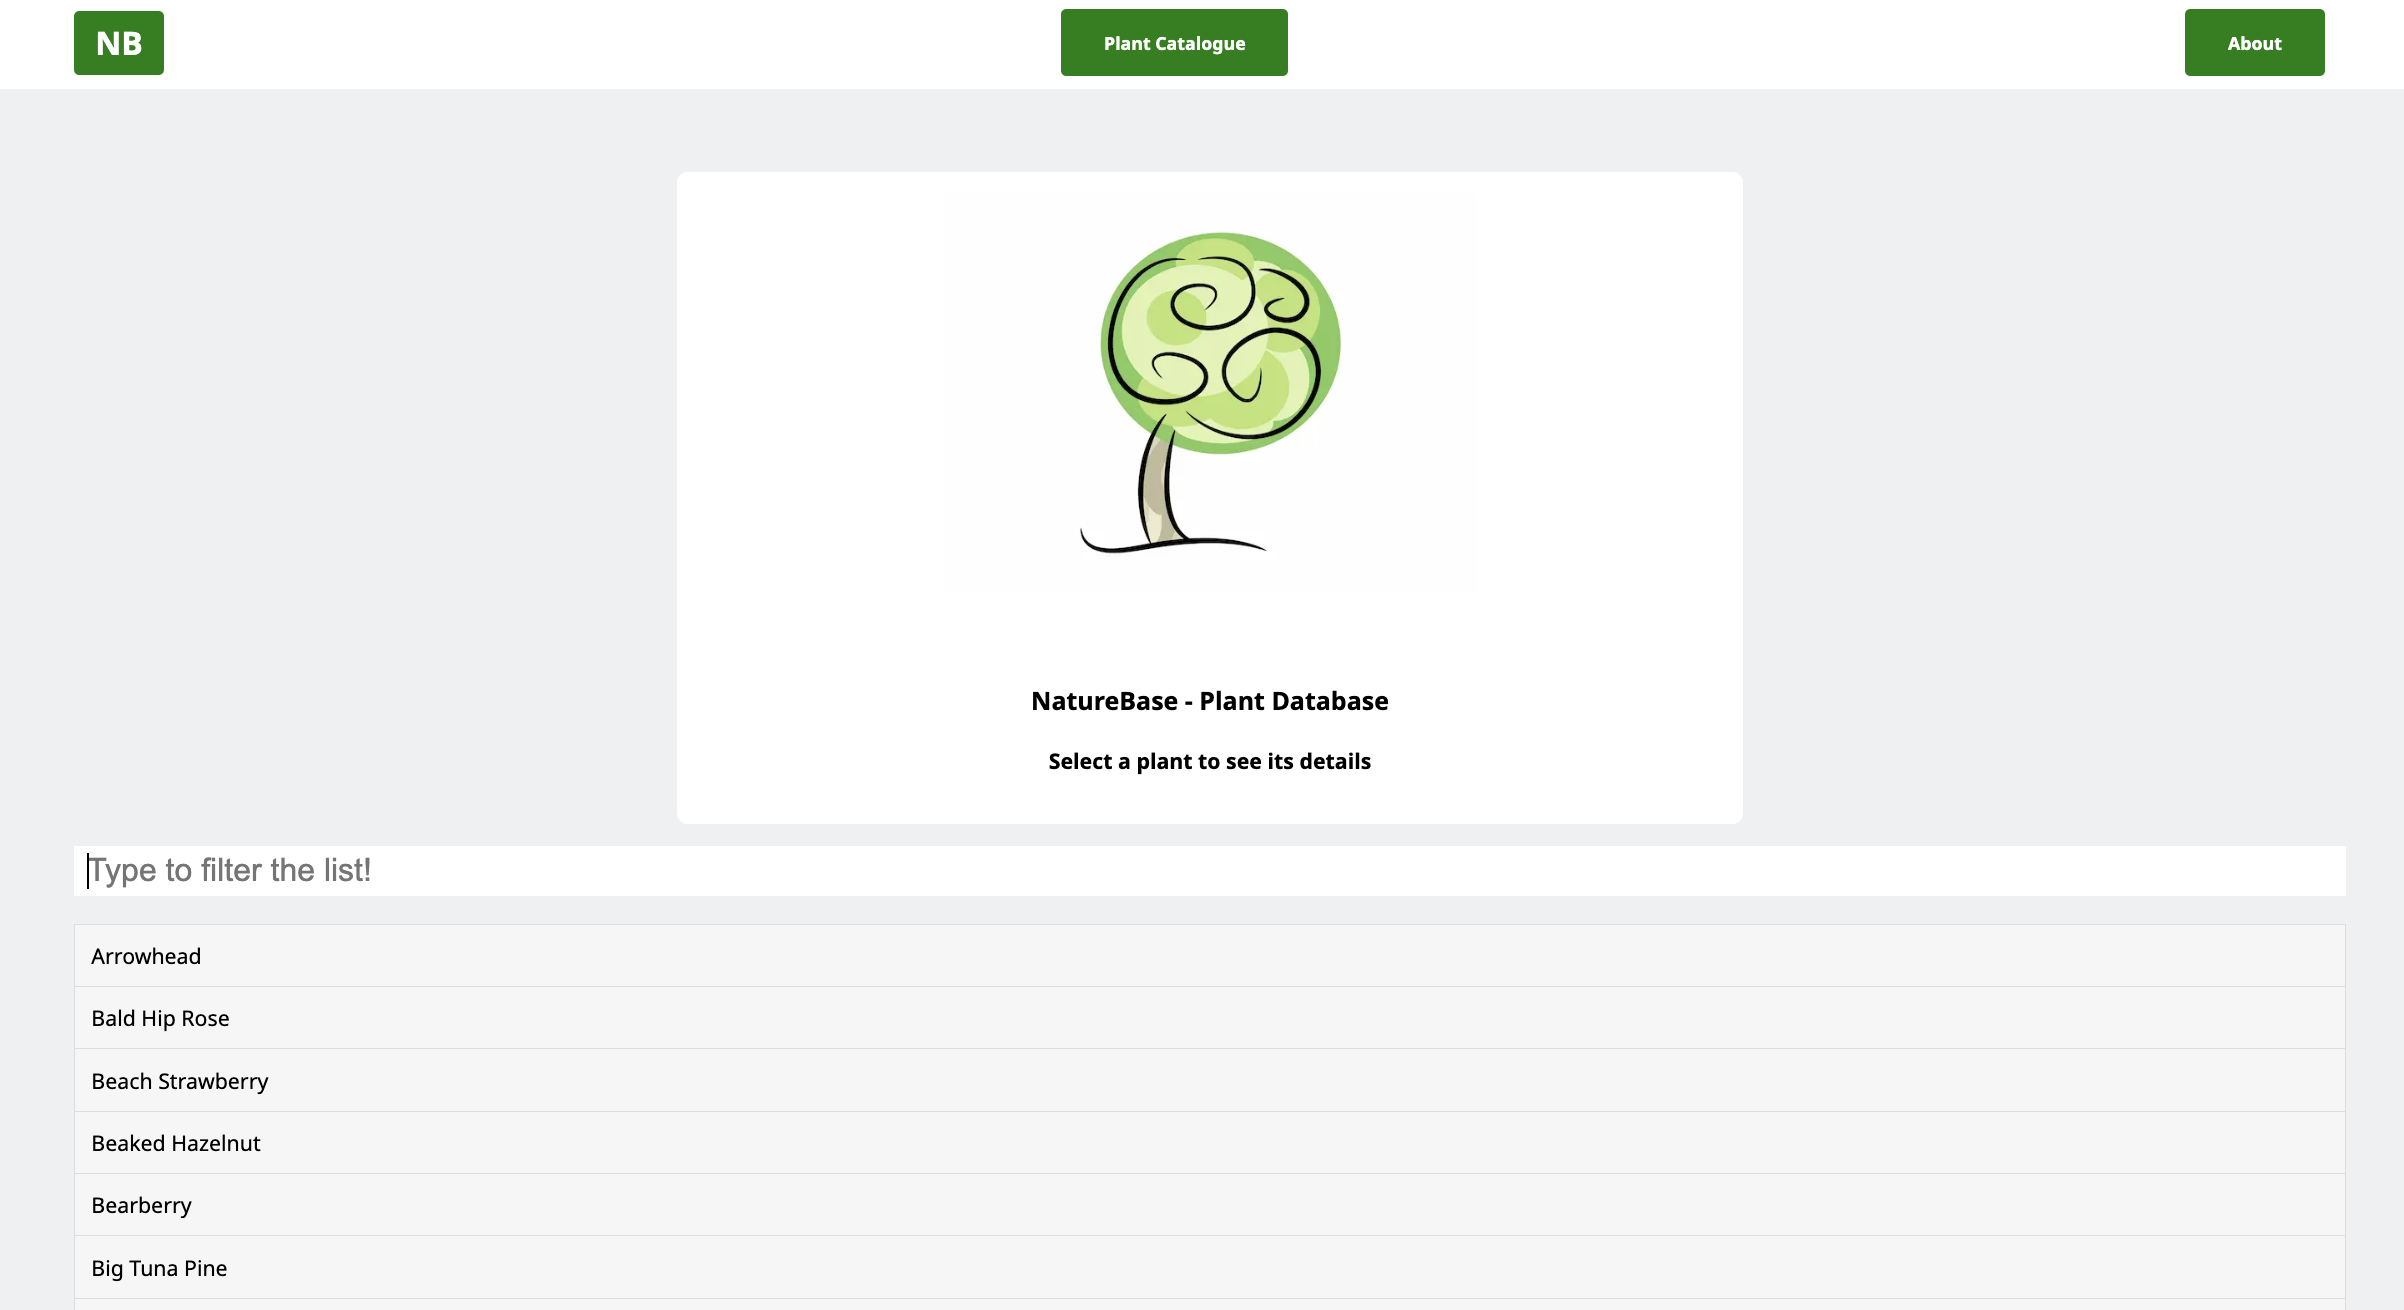 NB
Plant Catalogue
About
NatureBase - Plant Database
Select a plant to see its details
Type to filter the list!
Arrowhead
Bald Hip Rose
Beach Strawberry
Beaked Hazelnut
Bearberry
Big Tuna Pine